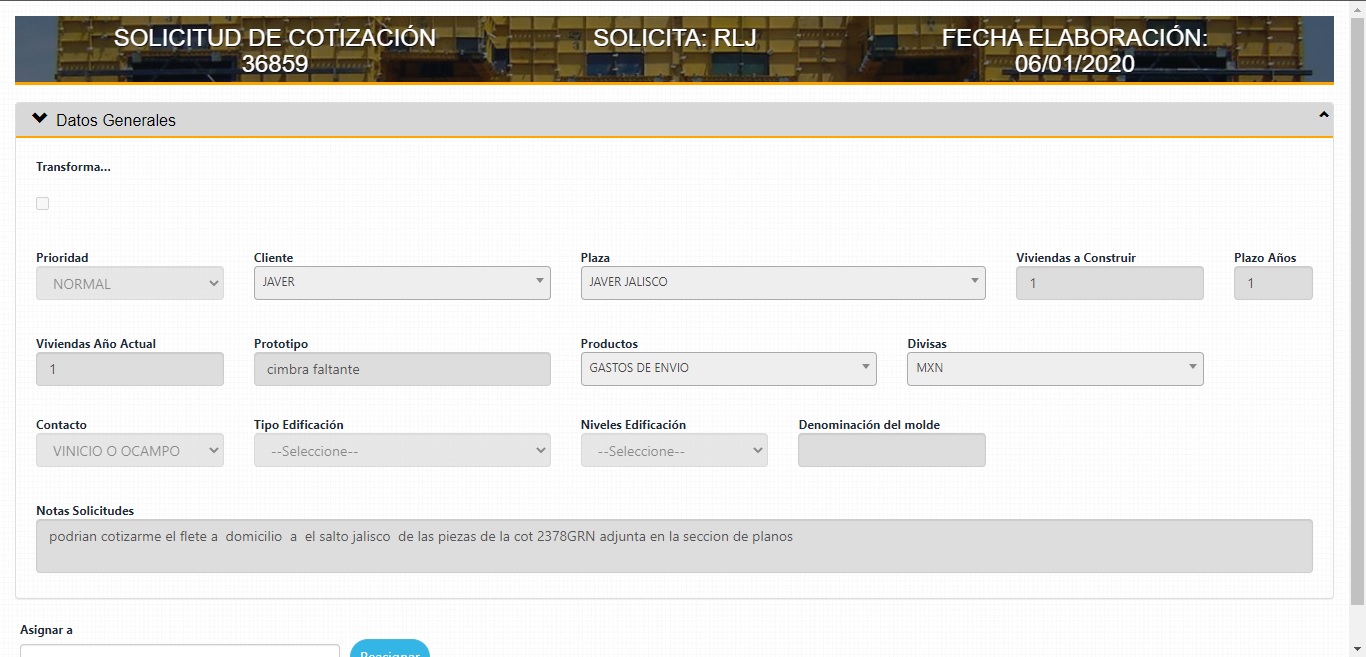 SOLICITUD DE COTIZACIÓN
36859
SOLICITA: RLJ
FECHA ELABORACIÓN:
06/01/2020
Datos Generales
Transforma...
Prioridad
NORMAL
Cliente
JAVER
Plaza
JAVER JALISCO
Viviendas a Construir
1
Plazo Años
1
Viviendas Año Actual
1
Prototipo
cimbra faltante
Productos
GASTOS DE ENVIO
Divisas
MXN
Contacto
VINICIO O OCAMPO
Tipo Edificación
--Seleccione--
Niveles Edificación
--Seleccione--
Denominación del molde
Notas Solicitudes
podrian cotizarme el flete a domicilio a el salto jalisco de las piezas de la cot 2378GRN adjunta en la seccion de planos
Asignar a
Reasignar